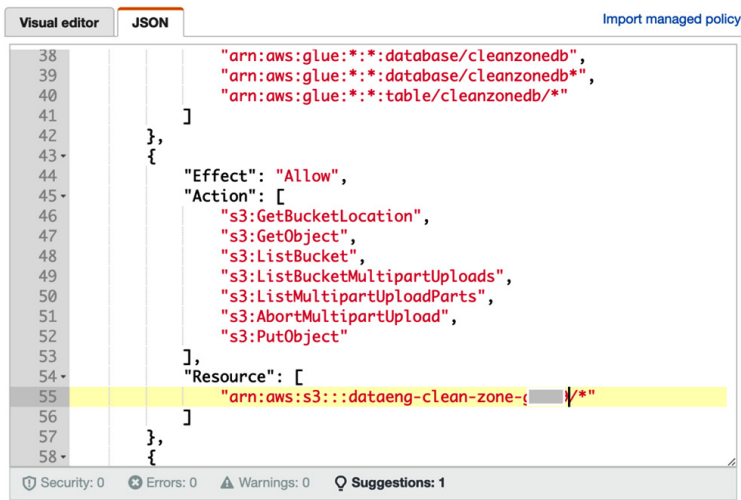 Visual editor JSON Import managed policy
38 "arn:aws:glue:*:*:database/cleanzonedb",
39 "arn:aws:glue:*:*:database/cleanzonedb*",
40 "arn:aws:glue:*:*:table/cleanzonedb/*"
41 ]
42 },
43 {
44 "Effect": "Allow",
45 "Action": [
46 "s3:GetBucketLocation",
47 "s3:GetObject",
48 "s3:ListBucket",
49 "s3:ListBucketMultipartUploads",
50 "s3:ListMultipartUploadParts",
51 "s3:AbortMultipartUpload",
52 "s3:PutObject"
53 ],
54 "Resource": [
55 "arn:aws:s3:::dataeng-clean-zone- /*"
56 ]
57 },
58 {
Security: 0 Errors: 0 Warnings: 0 Suggestions: 1